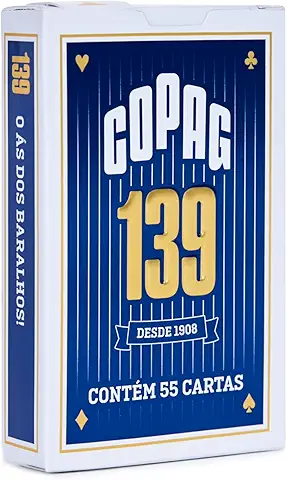 139
O ÁS DOS BARALHOS!
COPAG
139
DESDE 1908
CONTÉM 55 CARTAS